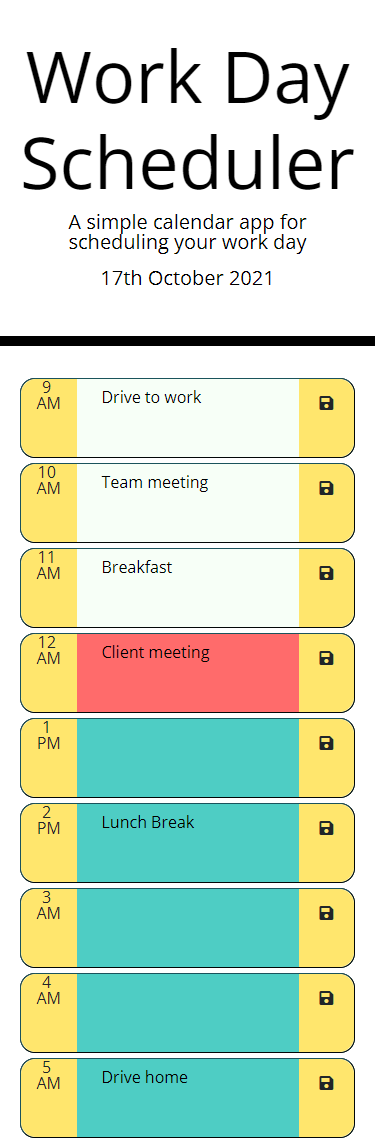 Work Day
Scheduler
A simple calendar app for
scheduling your work day
17th October 2021
9
AM
Drive to work
10
AM
Team meeting
11
AM
Breakfast
12
AM
Client meeting
1
PM
2
PM
Lunch Break
3
AM
4
AM
5
AM
Drive home